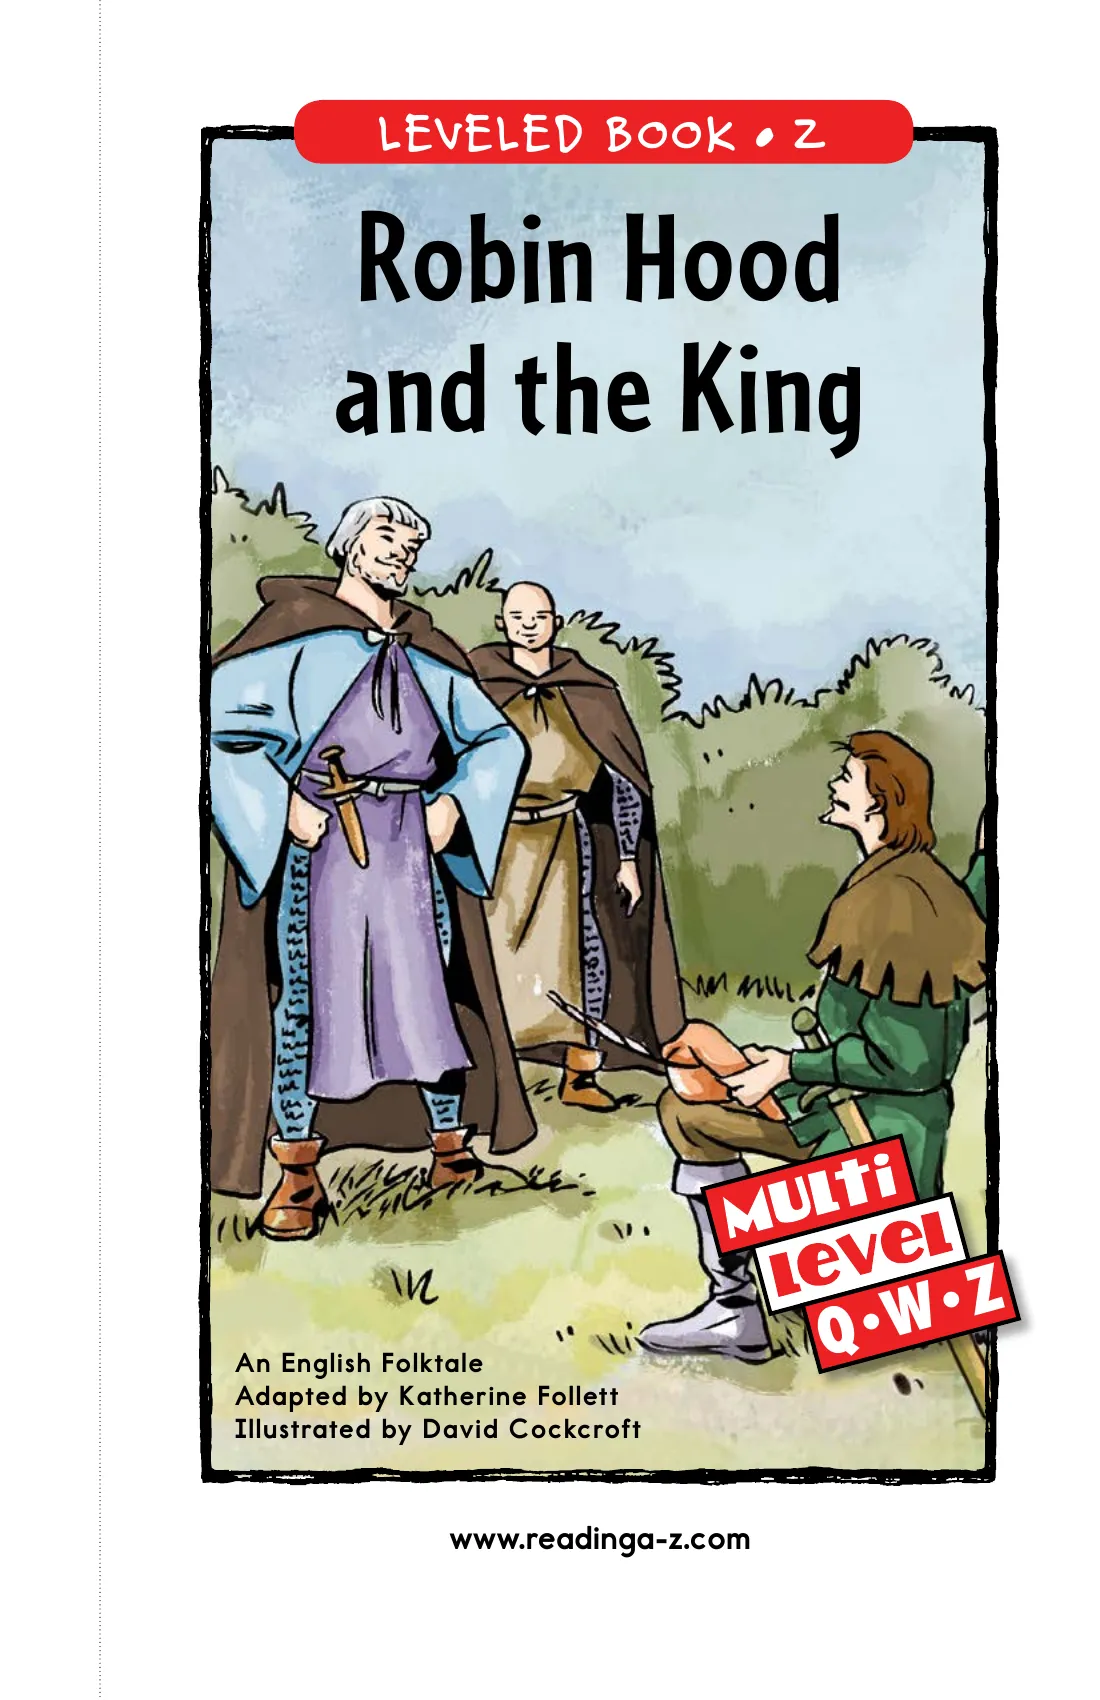 LEVELED BOOK • Z
Robin Hood
and the King
MULti
level
Q•W•Z
An English Folktale
Adapted by Katherine Follett
Illustrated by David Cockcroft
www.readinga-z.com